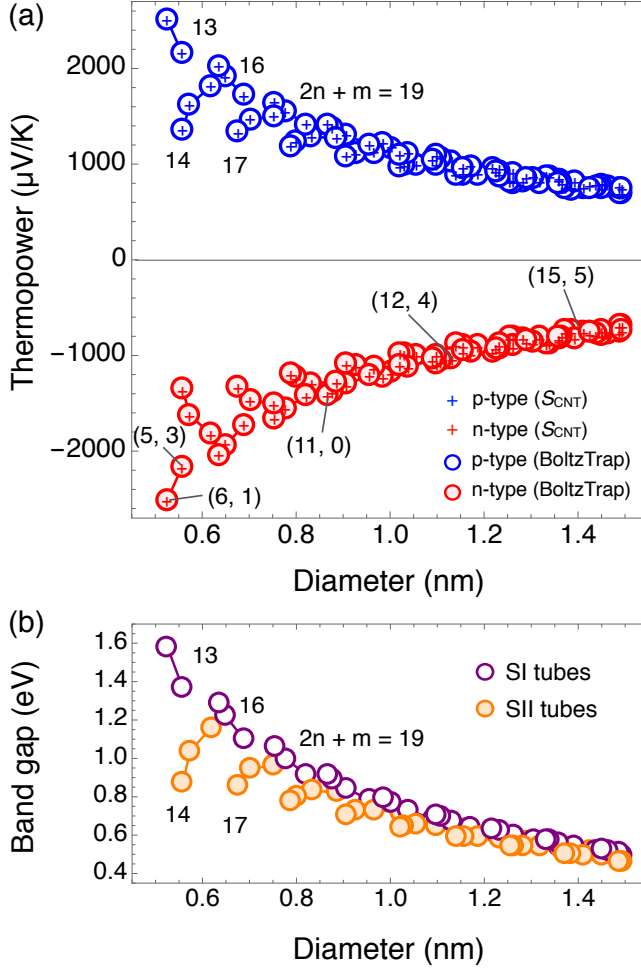 (a)
Thermopower (μV/K)
2000
1000
0
−1000
−2000
13
16
2n + m = 19
14
17
(15, 5)
(12, 4)
(5, 3)
(11, 0)
(6, 1)
p-type (SCNT)
n-type (SCNT)
p-type (BoltzTrap)
n-type (BoltzTrap)
0.6 0.8 1.0 1.2 1.4
Diameter (nm)
(b)
Band gap (eV)
1.6
1.4
1.2
1.0
0.8
0.6
0.4
13
16
2n + m = 19
14
17
SI tubes
SII tubes
0.6 0.8 1.0 1.2 1.4
Diameter (nm)